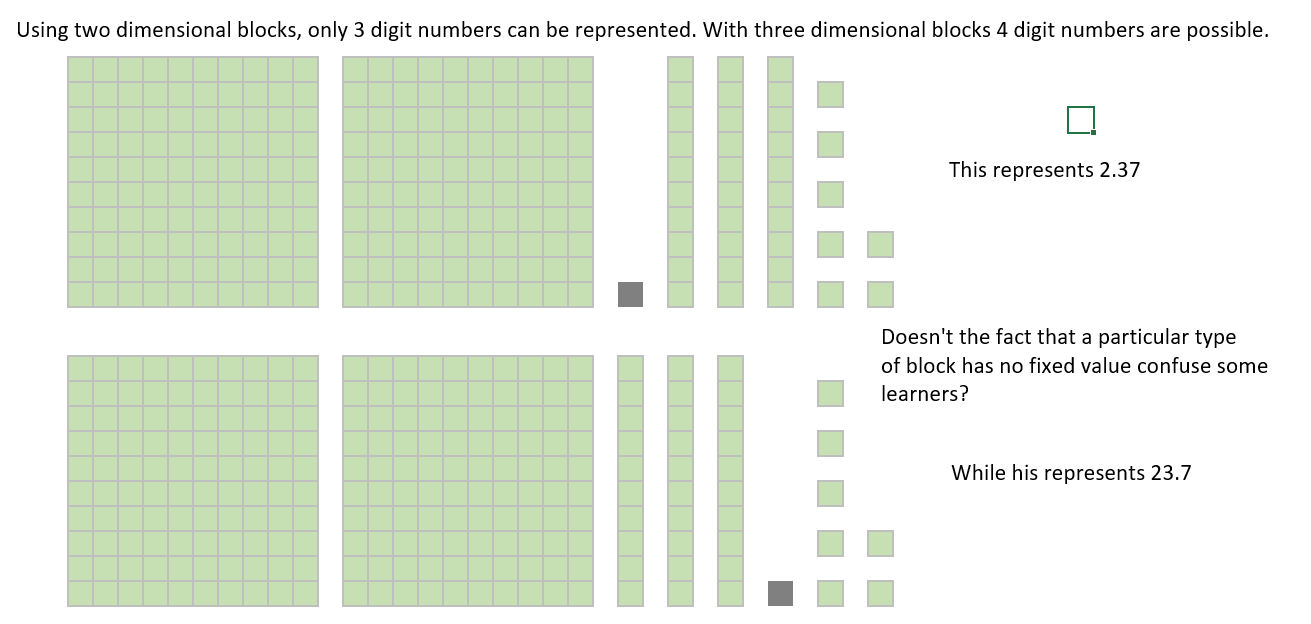 Using two dimensional blocks, only 3 digit numbers can be represented. With three dimensional blocks 4 digit numbers are possible.
This represents 2.37
Doesn't the fact that a particular type
of block has no fixed value confuse some
learners?
While his represents 23.7